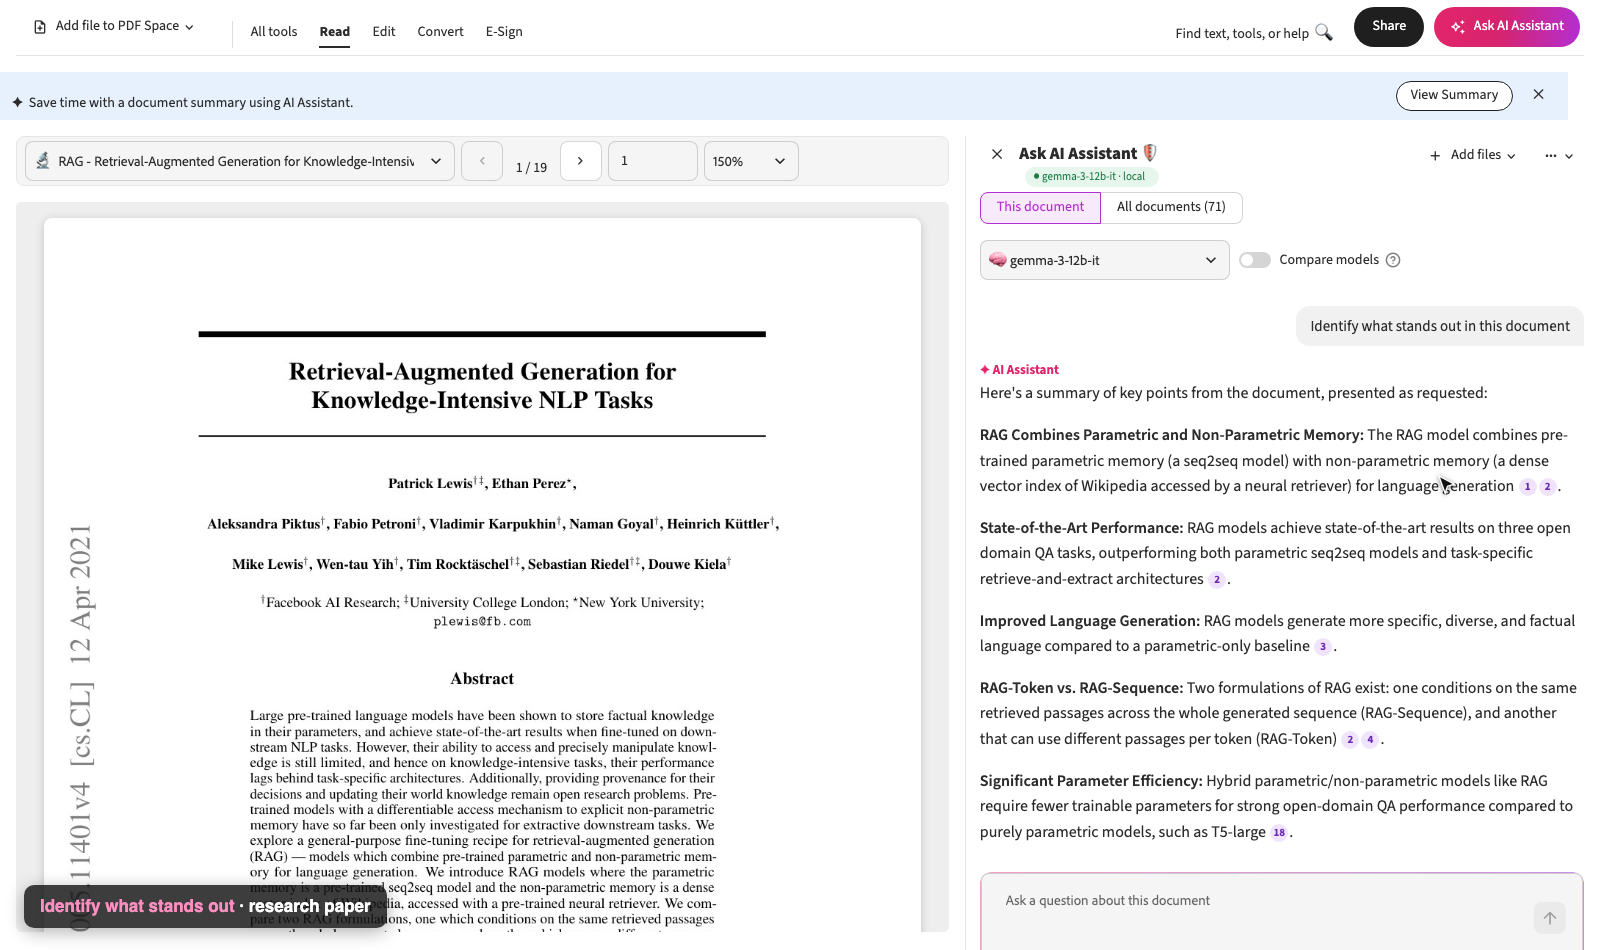 Add file to PDF Space
All tools
Read
Edit
Convert
E-Sign
Find text, tools, or help
Share
Ask AI Assistant
Save time with a document summary using AI Assistant.
View Summary
RAG - Retrieval-Augmented Generation for Knowledge-Intensiv
1 / 19
1
150%
Retrieval-Augmented Generation for
Knowledge-Intensive NLP Tasks
Patrick Lewis†‡, Ethan Perez⋆,
Aleksandra Piktus†, Fabio Petroni†, Vladimir Karpukhin†, Naman Goyal†, Heinrich Küttler†,
Mike Lewis†, Wen-tau Yih†, Tim Rocktäschel†‡, Sebastian Riedel†‡, Douwe Kiela†
†Facebook AI Research; ‡University College London; ⋆New York University;
plewis@fb.com
Abstract
Large pre-trained language models have been shown to store factual knowledge
in their parameters, and achieve state-of-the-art results when fine-tuned on down-
stream NLP tasks. However, their ability to access and precisely manipulate knowl-
edge is still limited, and hence on knowledge-intensive tasks, their performance
lags behind task-specific architectures. Additionally, providing provenance for their
decisions and updating their world knowledge remain open research problems. Pre-
trained models with a differentiable access mechanism to explicit non-parametric
memory have so far been only investigated for extractive downstream tasks. We
explore a general-purpose fine-tuning recipe for retrieval-augmented generation
(RAG) — models which combine pre-trained parametric and non-parametric mem-
ory for language generation. We introduce RAG models where the parametric
memory is a pre-trained seq2seq model and the non-parametric memory is a dense
accessed with a pre-trained neural retriever. We com-
pare two RAG formulations, one which conditions on the same retrieved passages
.11401v4 [cs.CL] 12 Apr 2021
Identify what stands out · research paper
Ask AI Assistant
gemma-3-12b-it · local
Add files
This document
All documents (71)
gemma-3-12b-it
Compare models
Identify what stands out in this document
AI Assistant
Here's a summary of key points from the document, presented as requested:
RAG Combines Parametric and Non-Parametric Memory: The RAG model combines pre-
trained parametric memory (a seq2seq model) with non-parametric memory (a dense
vector index of Wikipedia accessed by a neural retriever) for language generation 1 2 .
State-of-the-Art Performance: RAG models achieve state-of-the-art results on three open
domain QA tasks, outperforming both parametric seq2seq models and task-specific
retrieve-and-extract architectures 2 .
Improved Language Generation: RAG models generate more specific, diverse, and factual
language compared to a parametric-only baseline 3 .
RAG-Token vs. RAG-Sequence: Two formulations of RAG exist: one conditions on the same
retrieved passages across the whole generated sequence (RAG-Sequence), and another
that can use different passages per token (RAG-Token) 2 4 .
Significant Parameter Efficiency: Hybrid parametric/non-parametric models like RAG
require fewer trainable parameters for strong open-domain QA performance compared to
purely parametric models, such as T5-large 18 .
Ask a question about this document